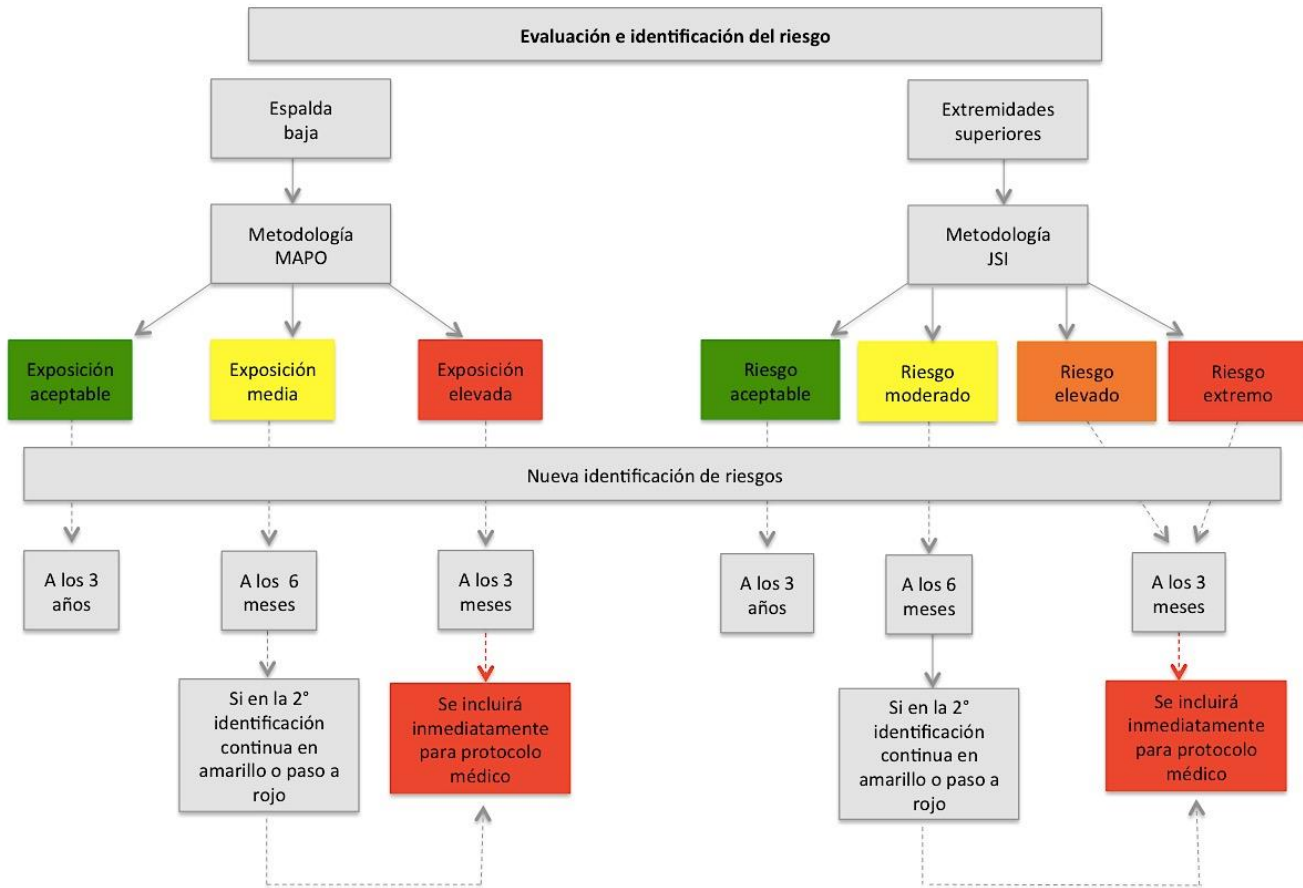 Evaluación e identificación del riesgo
Espalda
baja
Extremidades
superiores
Metodología
MAPO
Metodología
JSI
Exposición
aceptable
Exposición
media
Exposición
elevada
Riesgo
aceptable
Riesgo
moderado
Riesgo
elevado
Riesgo
extremo
Nueva identificación de riesgos
A los 3
años
A los 6
meses
A los 3
meses
A los 3
años
A los 6
meses
A los 3
meses
Si en la 2°
identificación
continua en
amarillo o paso a
rojo
Se incluirá
inmediatamente
para protocolo
médico
Si en la 2°
identificación
continua en
amarillo o paso a
rojo
Se incluirá
inmediatamente
para protocolo
médico